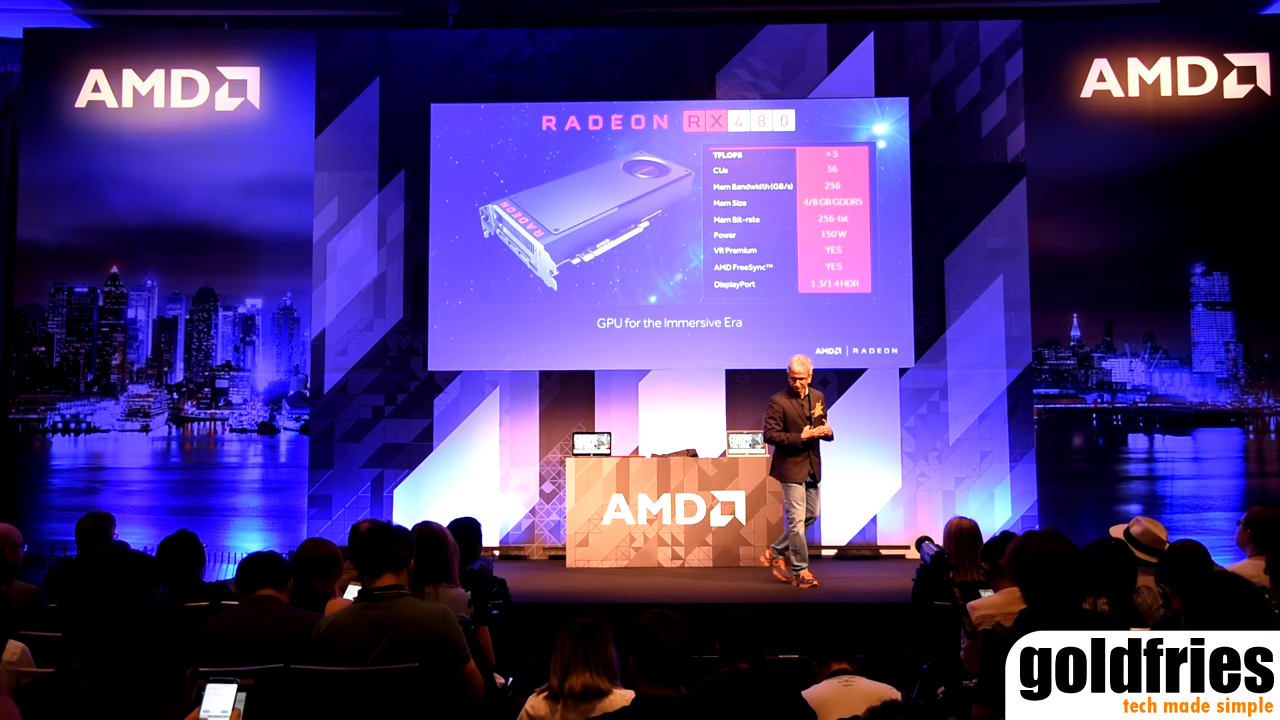 AMD
AMD
RADEON RX 480
TFLOPS > 5
CUs 36
Mem Bandwidth (GB/s) 256
Mem Size 4/8 GB GDDR5
Mem Bit-rate 256-bit
Power 150 W
VR Premium YES
AMD FreeSync™ YES
DisplayPort 1.3/1.4 HDR
RADEON
GPU for the Immersive Era
AMD | RADEON
AMD
goldfries
tech made simple